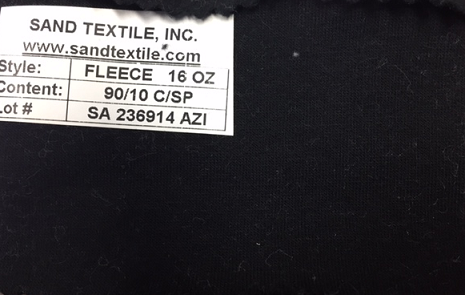 SAND TEXTILE, INC.
www.sandtextile.com
Style: FLEECE 16 OZ
Content: 90/10 C/SP
Lot # SA 236914 AZI